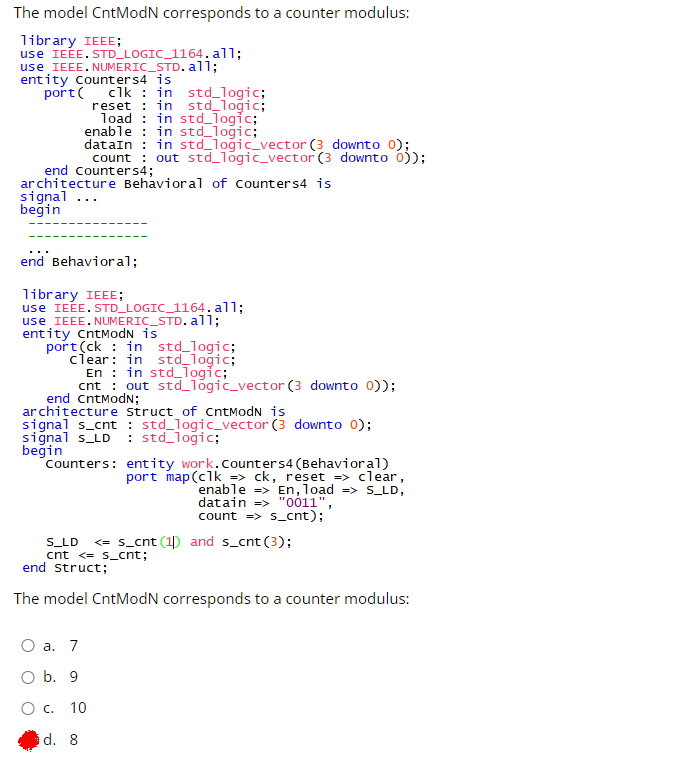 The model CntModN corresponds to a counter modulus:
library IEEE;
use IEEE.STD_LOGIC_1164.all;
use IEEE.NUMERIC_STD.all;
entity Counters4 is
port( clk : in std_logic;
reset : in std_logic;
load : in std_logic;
enable : in std_logic;
dataIn : in std_logic_vector(3 downto 0);
count : out std_logic_vector(3 downto 0));
end Counters4;
architecture Behavioral of Counters4 is
signal ...
begin
---------------
---------------
...
end Behavioral;
library IEEE;
use IEEE.STD_LOGIC_1164.all;
use IEEE.NUMERIC_STD.all;
entity CntModN is
port(ck : in std_logic;
Clear: in std_logic;
En : in std_logic;
cnt : out std_logic_vector(3 downto 0));
end CntModN;
architecture Struct of CntModN is
signal s_cnt : std_logic_vector(3 downto 0);
signal s_LD : std_logic;
begin
Counters: entity work.Counters4(Behavioral)
port map(clk => ck, reset => clear,
enable => En,load => S_LD,
datain => "0011",
count => s_cnt);
S_LD <= s_cnt(1) and s_cnt(3);
cnt <= s_cnt;
end Struct;
The model CntModN corresponds to a counter modulus:
a. 7
b. 9
c. 10
d. 8